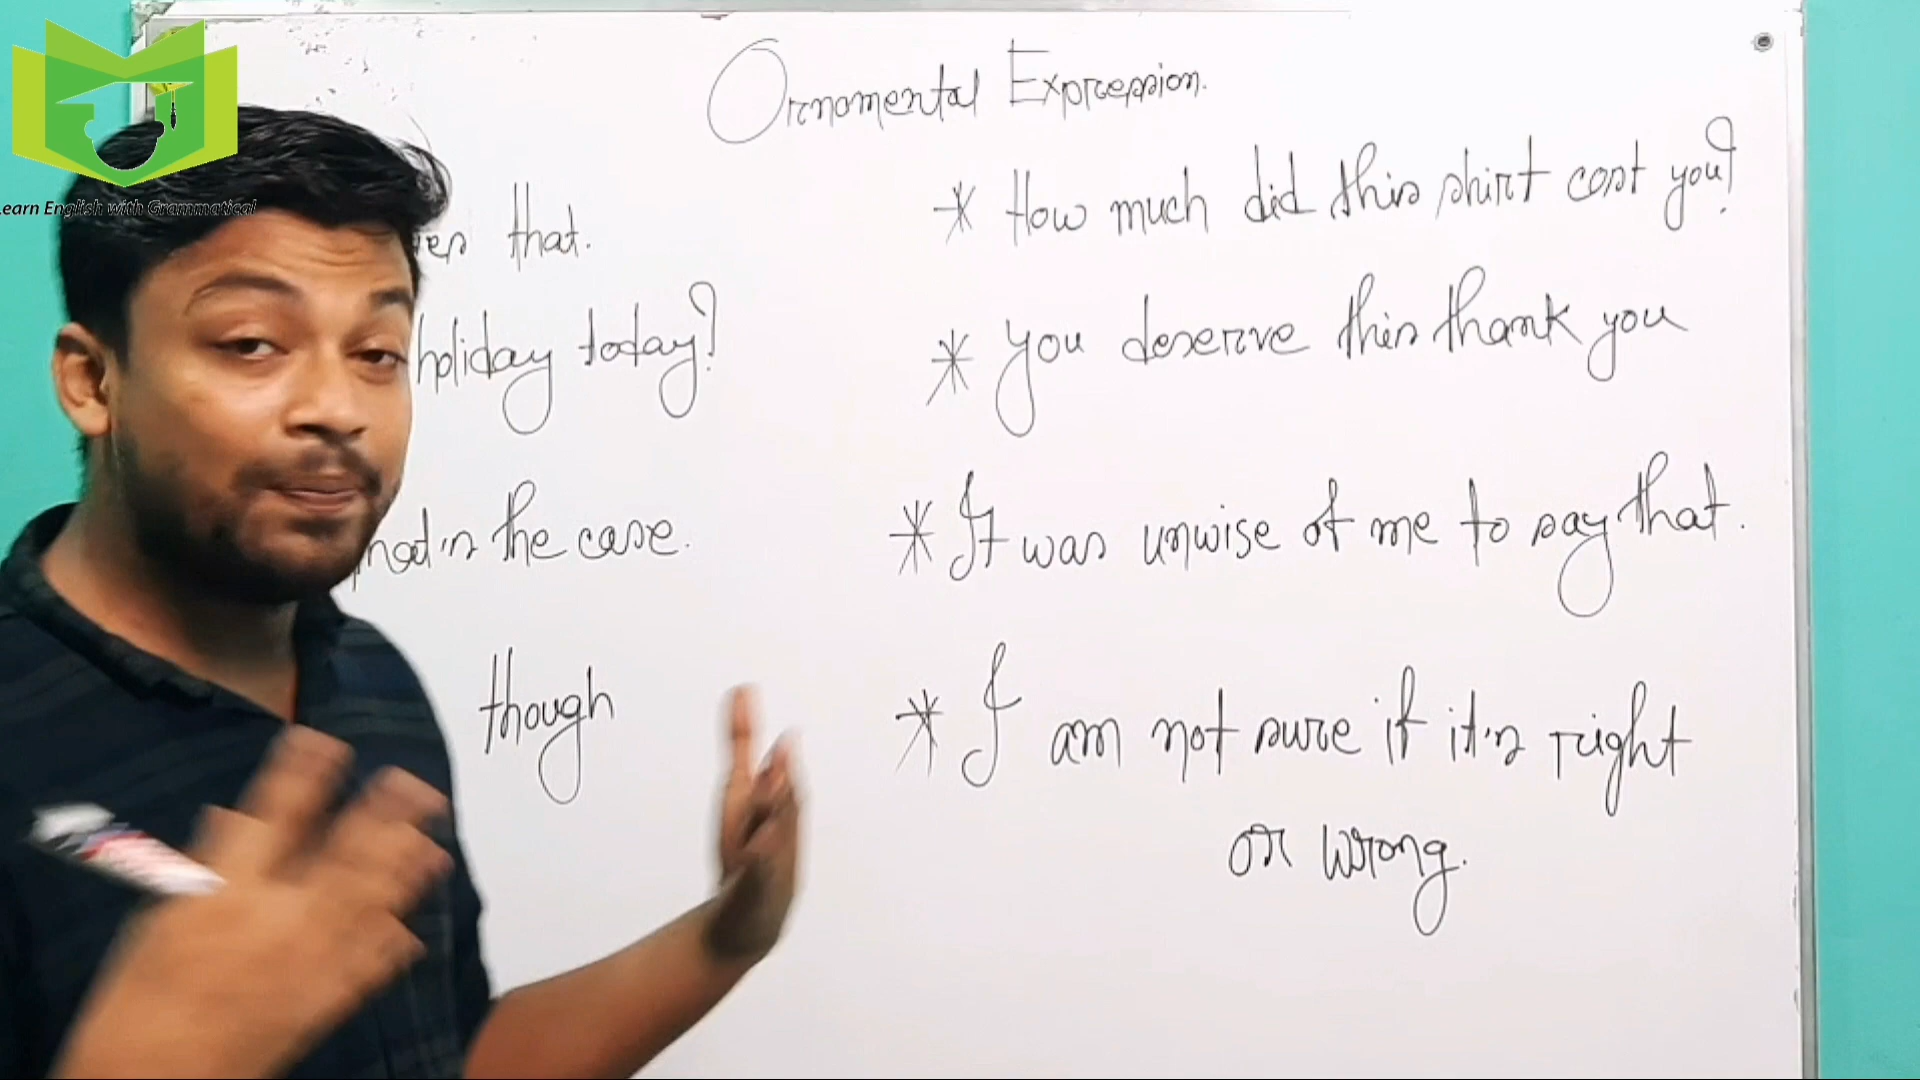 Ornomental Expression.
earn English with Grammatical
* How much did this shirt cost you?
that.
* you deserve this thank you
holiday today?
* It was unwise of me to say that.
the case.
* I am not sure if it's right
though
or wrong.